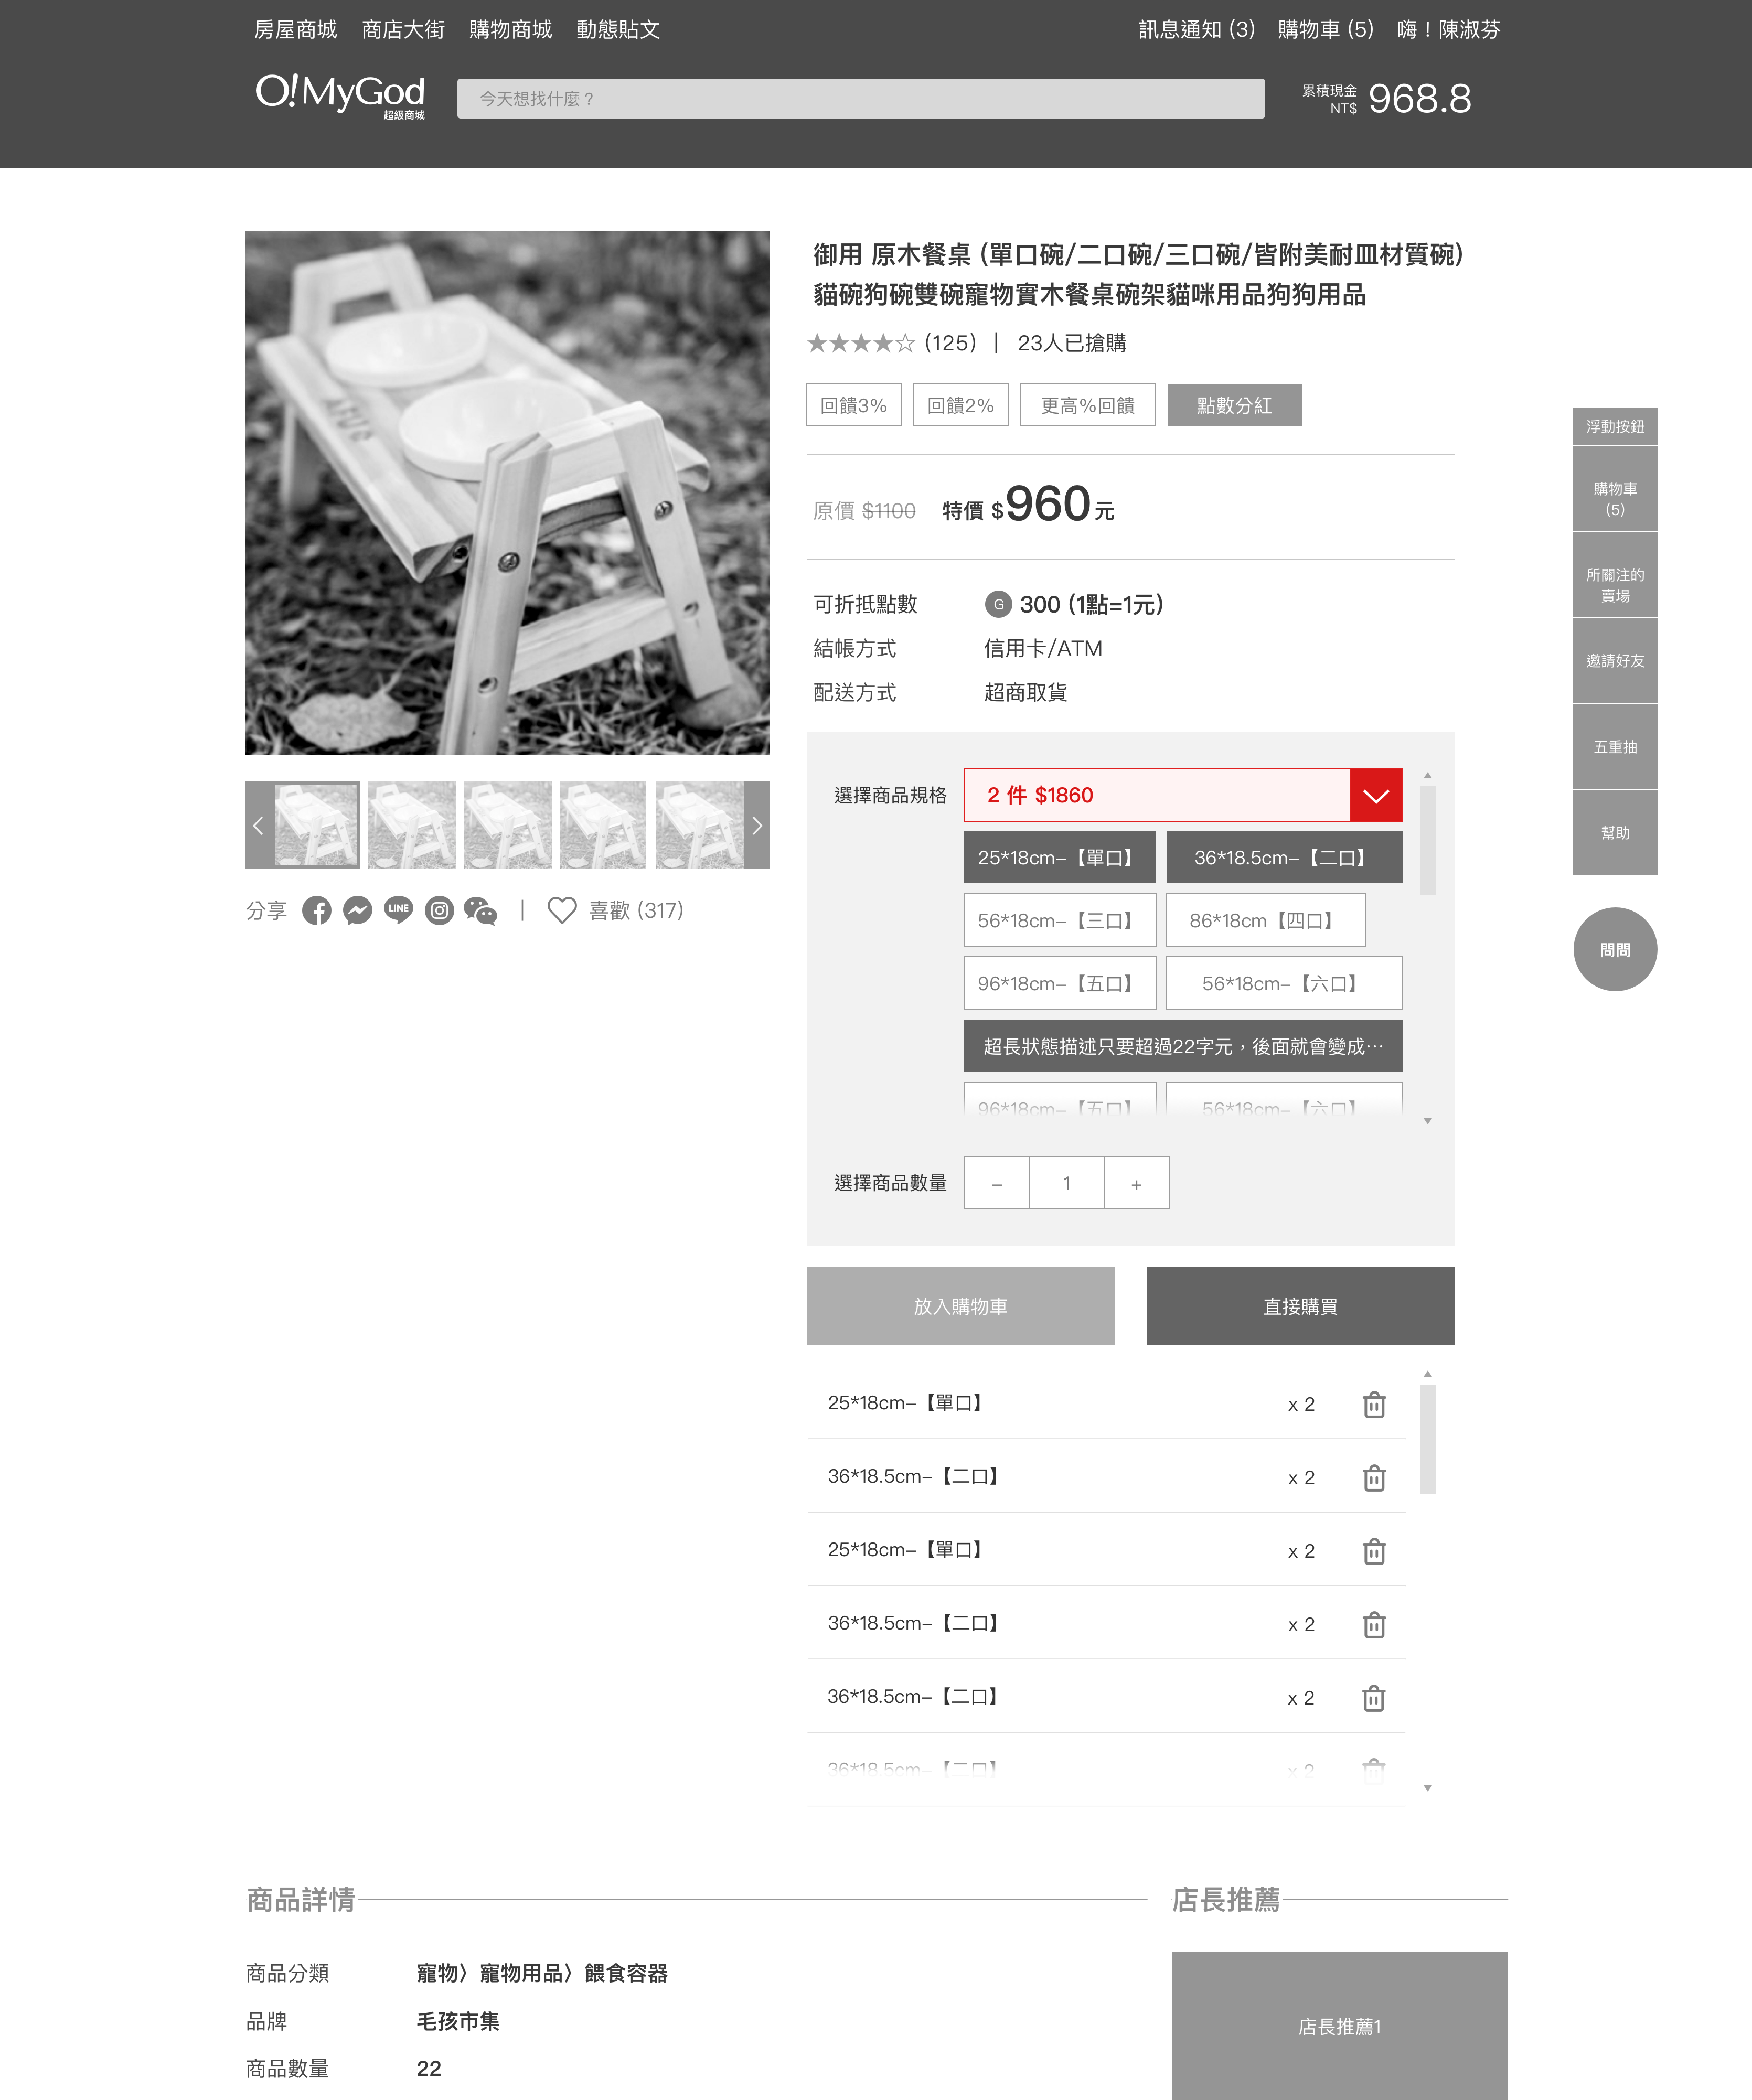 房屋商城 商店大街 購物商城 動態貼文 訊息通知 (3) 購物車 (5) 嗨！陳淑芬
O!MyGod
超級商城
今天想找什麼？
累積現金
NT$ 968.8
御用 原木餐桌 (單口碗/二口碗/三口碗/皆附美耐皿材質碗)
貓碗狗碗雙碗寵物實木餐桌碗架貓咪用品狗狗用品
★★★★☆ (125) | 23人已搶購
回饋3% 回饋2% 更高%回饋 點數分紅
原價 $1100 特價 $960元
可折抵點數 G 300 (1點=1元)
結帳方式 信用卡/ATM
配送方式 超商取貨
選擇商品規格 2 件 $1860
25*18cm–【單口】 36*18.5cm–【二口】
56*18cm–【三口】 86*18cm【四口】
96*18cm–【五口】 56*18cm–【六口】
超長狀態描述只要超過22字元，後面就會變成⋯
96*18cm–【五口】 56*18cm–【六口】
選擇商品數量 – 1 +
放入購物車 直接購買
25*18cm–【單口】 x 2
36*18.5cm–【二口】 x 2
25*18cm–【單口】 x 2
36*18.5cm–【二口】 x 2
36*18.5cm–【二口】 x 2
36*18.5cm–【二口】 x 2
ATUG
分享 LINE | 喜歡 (317)
浮動按鈕
購物車
(5)
所關注的
賣場
邀請好友
五重抽
幫助
問問
商品詳情
商品分類 寵物〉寵物用品〉餵食容器
品牌 毛孩市集
商品數量 22
店長推薦
店長推薦1